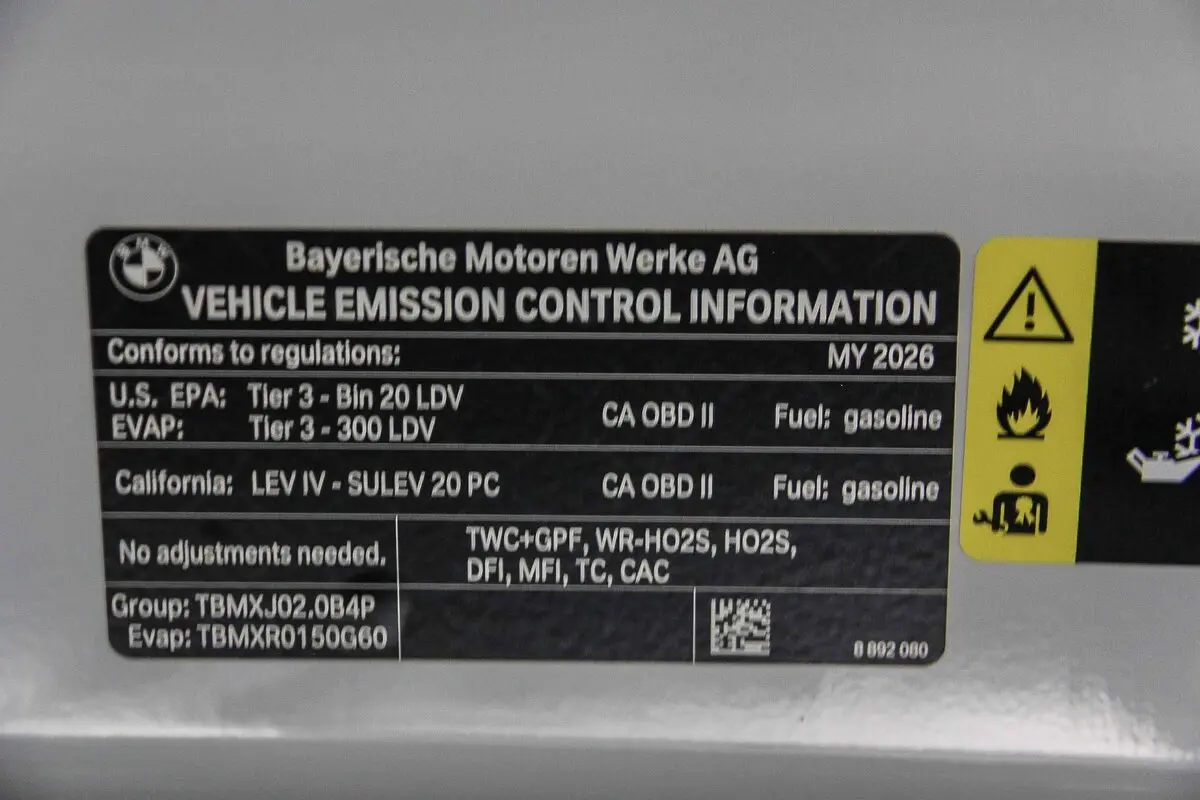 BMW
Bayerische Motoren Werke AG
VEHICLE EMISSION CONTROL INFORMATION
Conforms to regulations: MY 2026
U.S. EPA: Tier 3 - Bin 20 LDV
EVAP: Tier 3 - 300 LDV
CA OBD II Fuel: gasoline
California: LEV IV - SULEV 20 PC CA OBD II Fuel: gasoline
No adjustments needed.
TWC+GPF, WR-HO2S, HO2S,
DFI, MFI, TC, CAC
Group: TBMXJ02.0B4P
Evap: TBMXR0150G60
8 892 080